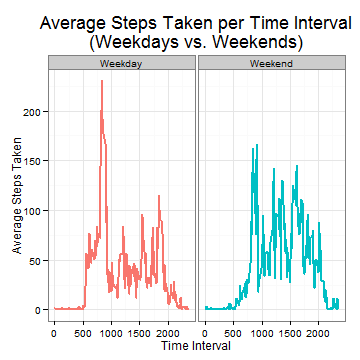 Average Steps Taken per Time Interval
(Weekdays vs. Weekends)
Weekday
Weekend
Average Steps Taken
200
150
100
50
0
0 500 1000 1500 2000
0 500 1000 1500 2000
Time Interval